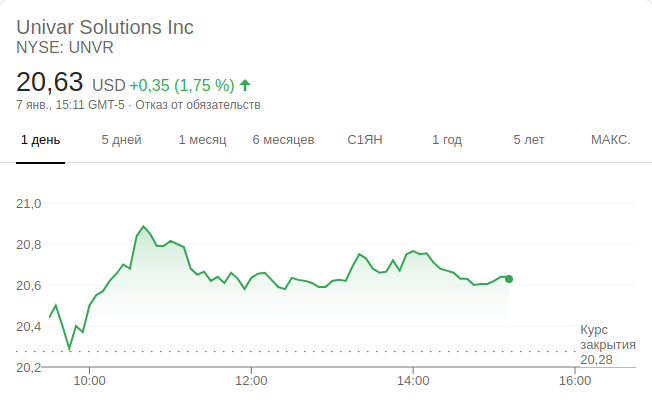 Univar Solutions Inc
NYSE: UNVR
20,63 USD +0,35 (1,75 %)
7 янв., 15:11 GMT-5 · Отказ от обязательств
1 день 5 дней 1 месяц 6 месяцев С1ЯН 1 год 5 лет МАКС.
21,0
20,8
20,6
20,4
20,2
Курс
закрытия
20,28
10:00 12:00 14:00 16:00